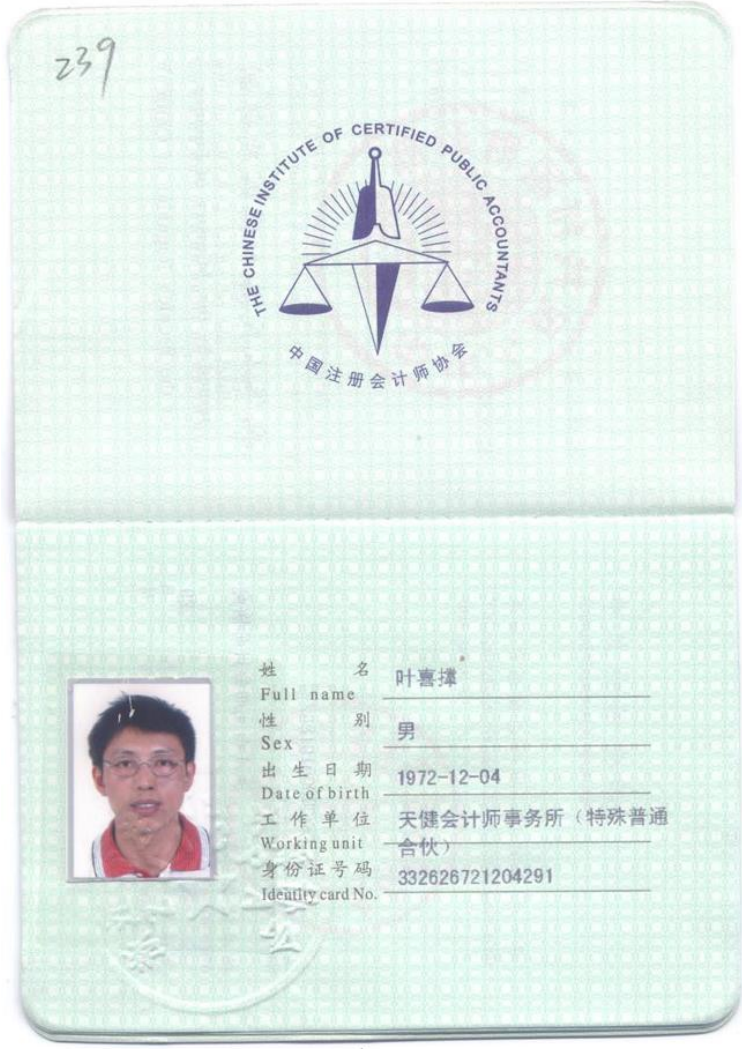 239
THE CHINESE INSTITUTE OF CERTIFIED PUBLIC ACCOUNTANTS
中国注册会计师协会
姓名 叶喜撑
Full name
性别 男
Sex
出生日期 1972-12-04
Date of birth
工作单位 天健会计师事务所（特殊普通
Working unit 合伙）
身份证号码 332626721204291
Identity card No.